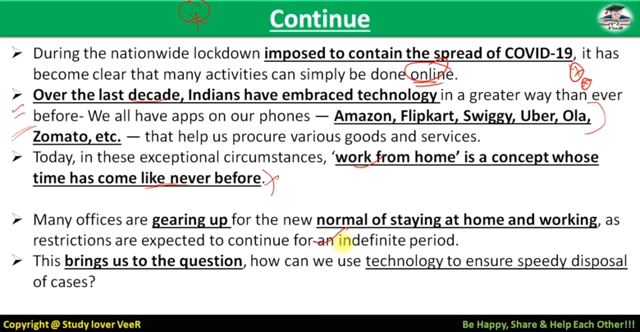 Continue
During the nationwide lockdown imposed to contain the spread of COVID-19, it has
become clear that many activities can simply be done online.
Over the last decade, Indians have embraced technology in a greater way than ever
before- We all have apps on our phones — Amazon, Flipkart, Swiggy, Uber, Ola,
Zomato, etc. — that help us procure various goods and services.
Today, in these exceptional circumstances, ‘work from home’ is a concept whose
time has come like never before.
Many offices are gearing up for the new normal of staying at home and working, as
restrictions are expected to continue for an indefinite period.
This brings us to the question, how can we use technology to ensure speedy disposal
of cases?
Copyright @ Study lover VeeR
Be Happy, Share & Help Each Other!!!